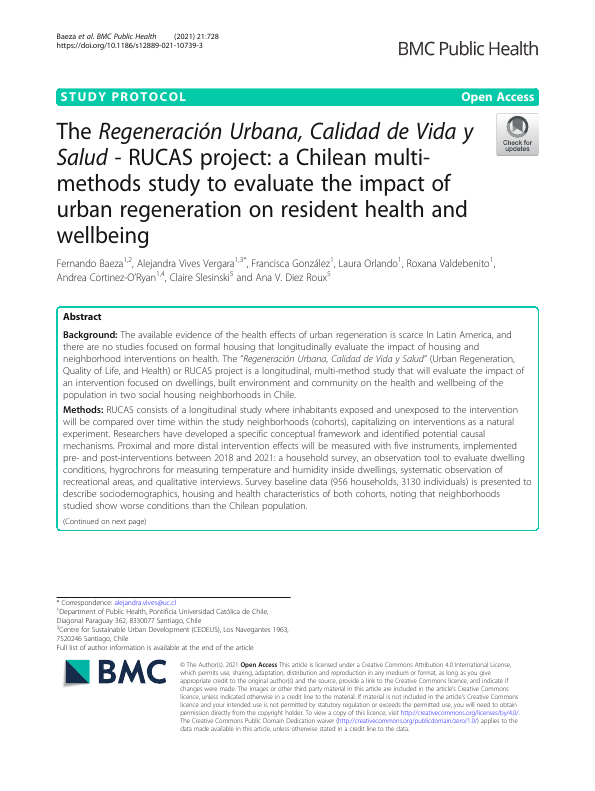 Baeza et al. BMC Public Health (2021) 21:728
https://doi.org/10.1186/s12889-021-10739-3
BMC Public Health
STUDY PROTOCOL
Open Access
The Regeneración Urbana, Calidad de Vida y
Salud - RUCAS project: a Chilean multi-
methods study to evaluate the impact of
urban regeneration on resident health and
wellbeing
Check for
updates
Fernando Baeza1,2, Alejandra Vives Vergara1,3*, Francisca González1, Laura Orlando1, Roxana Valdebenito1,
Andrea Cortinez-O'Ryan1,4, Claire Slesinski5 and Ana V. Diez Roux5
Abstract
Background: The available evidence of the health effects of urban regeneration is scarce In Latin America, and
there are no studies focused on formal housing that longitudinally evaluate the impact of housing and
neighborhood interventions on health. The "Regeneración Urbana, Calidad de Vida y Salud" (Urban Regeneration,
Quality of Life, and Health) or RUCAS project is a longitudinal, multi-method study that will evaluate the impact of
an intervention focused on dwellings, built environment and community on the health and wellbeing of the
population in two social housing neighborhoods in Chile.
Methods: RUCAS consists of a longitudinal study where inhabitants exposed and unexposed to the intervention
will be compared over time within the study neighborhoods (cohorts), capitalizing on interventions as a natural
experiment. Researchers have developed a specific conceptual framework and identified potential causal
mechanisms. Proximal and more distal intervention effects will be measured with five instruments, implemented
pre- and post-interventions between 2018 and 2021: a household survey, an observation tool to evaluate dwelling
conditions, hygrochrons for measuring temperature and humidity inside dwellings, systematic observation of
recreational areas, and qualitative interviews. Survey baseline data (956 households, 3130 individuals) is presented to
describe sociodemographics, housing and health characteristics of both cohorts, noting that neighborhoods
studied show worse conditions than the Chilean population.
(Continued on next page)
* Correspondence: alejandra.vives@uc.cl
1Department of Public Health, Pontificia Universidad Católica de Chile,
Diagonal Paraguay 362, 8330077 Santiago, Chile
3Centre for Sustainable Urban Development (CEDEUS), Los Navegantes 1963,
7520246 Santiago, Chile
Full list of author information is available at the end of the article
BMC
© The Author(s). 2021 Open Access This article is licensed under a Creative Commons Attribution 4.0 International License,
which permits use, sharing, adaptation, distribution and reproduction in any medium or format, as long as you give
appropriate credit to the original author(s) and the source, provide a link to the Creative Commons licence, and indicate if
changes were made. The images or other third party material in this article are included in the article's Creative Commons
licence, unless indicated otherwise in a credit line to the material. If material is not included in the article's Creative Commons
licence and your intended use is not permitted by statutory regulation or exceeds the permitted use, you will need to obtain
permission directly from the copyright holder. To view a copy of this licence, visit http://creativecommons.org/licenses/by/4.0/.
The Creative Commons Public Domain Dedication waiver (http://creativecommons.org/publicdomain/zero/1.0/) applies to the
data made available in this article, unless otherwise stated in a credit line to the data.